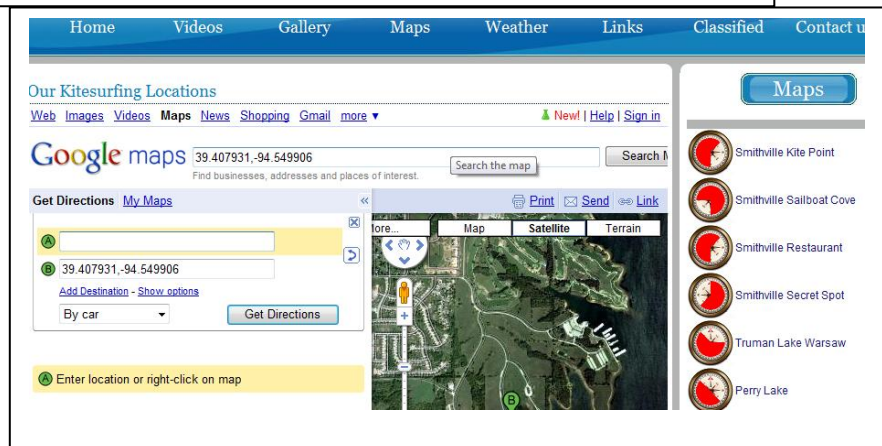 Home Videos Gallery Maps Weather Links Classified Contact u
Our Kitesurfing Locations
Web Images Videos Maps News Shopping Gmail more ▼ New! | Help | Sign in
Google maps 39.407931,-94.549906 Search M
Search the map
Find businesses, addresses and places of interest.
Get Directions My Maps « Print Send Link
A
B 39.407931,-94.549906
Add Destination - Show options
By car Get Directions
A Enter location or right-click on map
lore... Map Satellite Terrain
B
Maps
Smithville Kite Point
Smithville Sailboat Cove
Smithville Restaurant
Smithville Secret Spot
Truman Lake Warsaw
Perry Lake